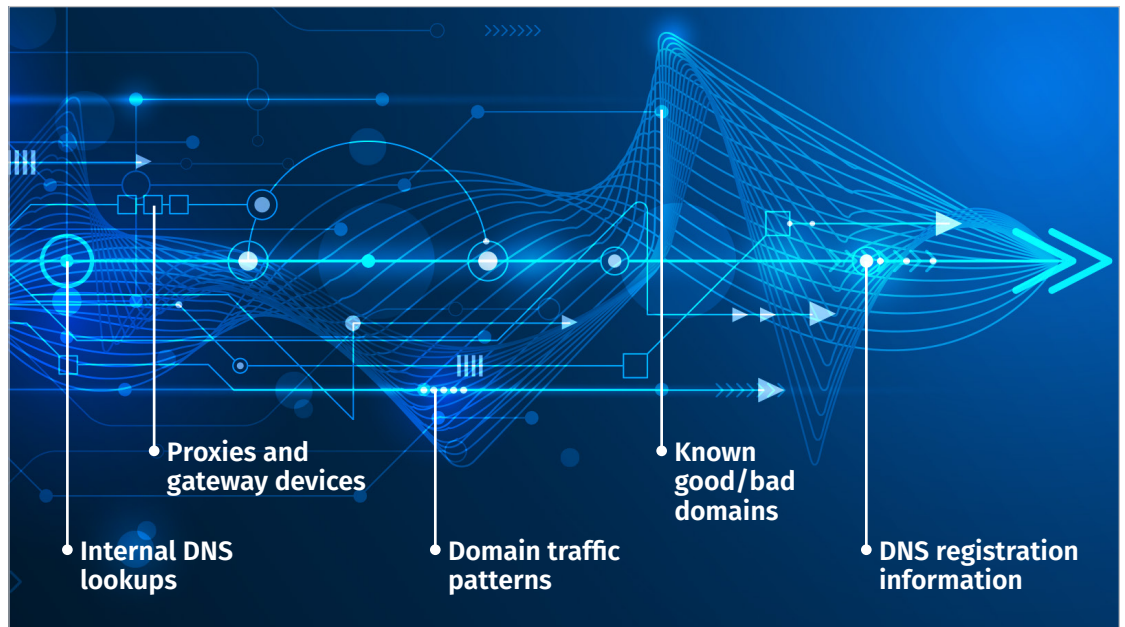 Internal DNS
lookups
Proxies and
gateway devices
Domain traffic
patterns
Known
good/bad
domains
DNS registration
information